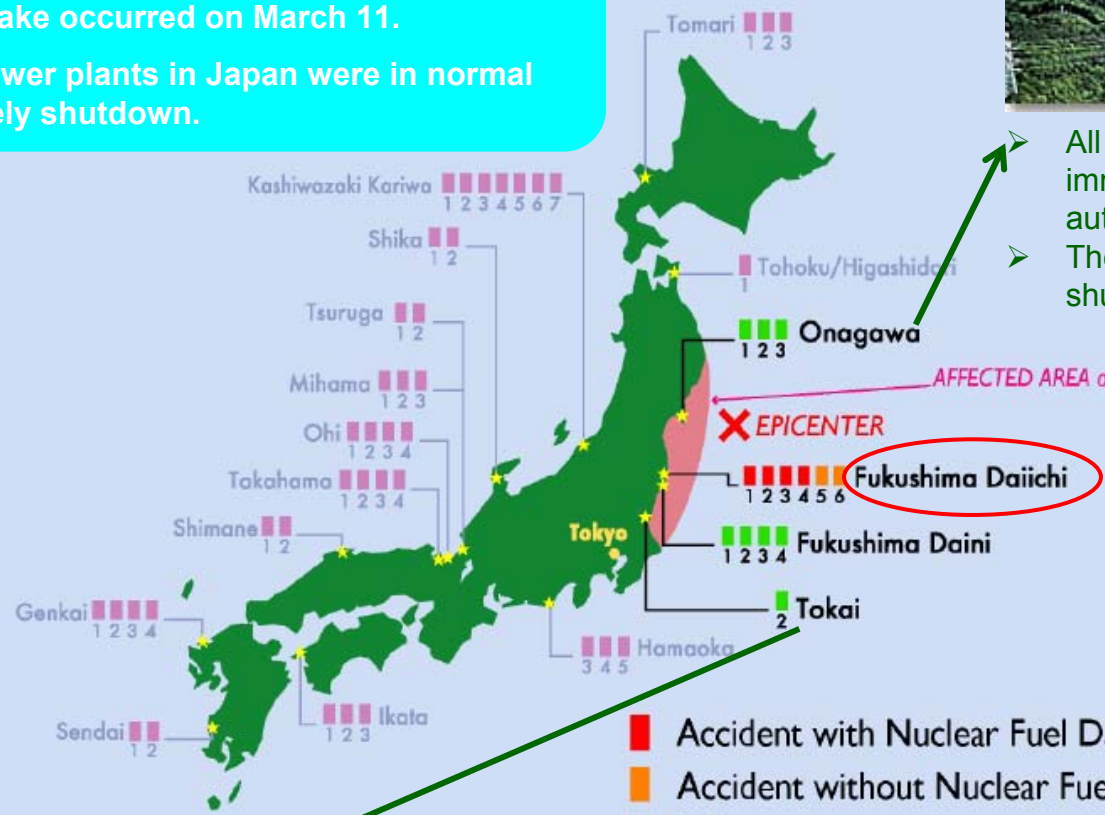 ake occurred on March 11.
wer plants in Japan were in normal
ely shutdown.
Tomari
1 2 3
Kashiwazaki Kariwa
1 2 3 4 5 6 7
Shika
1 2
Tohoku/Higashidori
1
Tsuruga
1 2
Onagawa
1 2 3
Mihama
1 2 3
AFFECTED AREA
EPICENTER
Ohi
1 2 3 4
Takahama
1 2 3 4
Fukushima Daiichi
1 2 3 4 5 6
Shimane
1 2
Tokyo
Fukushima Daini
1 2 3 4
Genkai
1 2 3 4
Tokai
2
Hamaoka
3 4 5
Ikata
1 2 3
Sendai
1 2
All
imm
aut
The
shu
Accident with Nuclear Fuel Da
Accident without Nuclear Fue